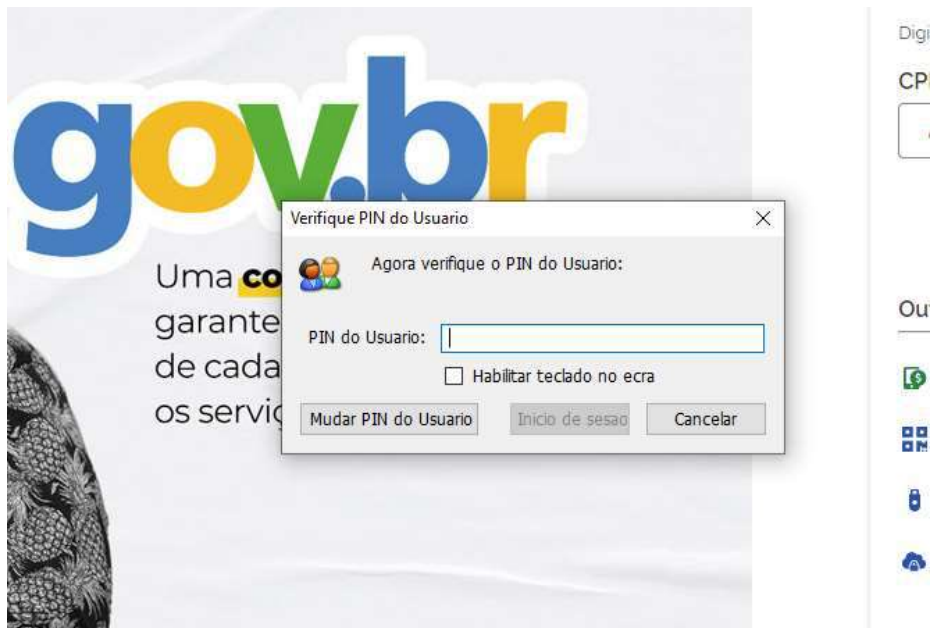 gov.br
Uma co
garante
de cada
os serviç
Verifique PIN do Usuario
Agora verifique o PIN do Usuario:
PIN do Usuario:
Habilitar teclado no ecra
Mudar PIN do Usuario
Inicio de sesao
Cancelar
Digi
CP
Ou